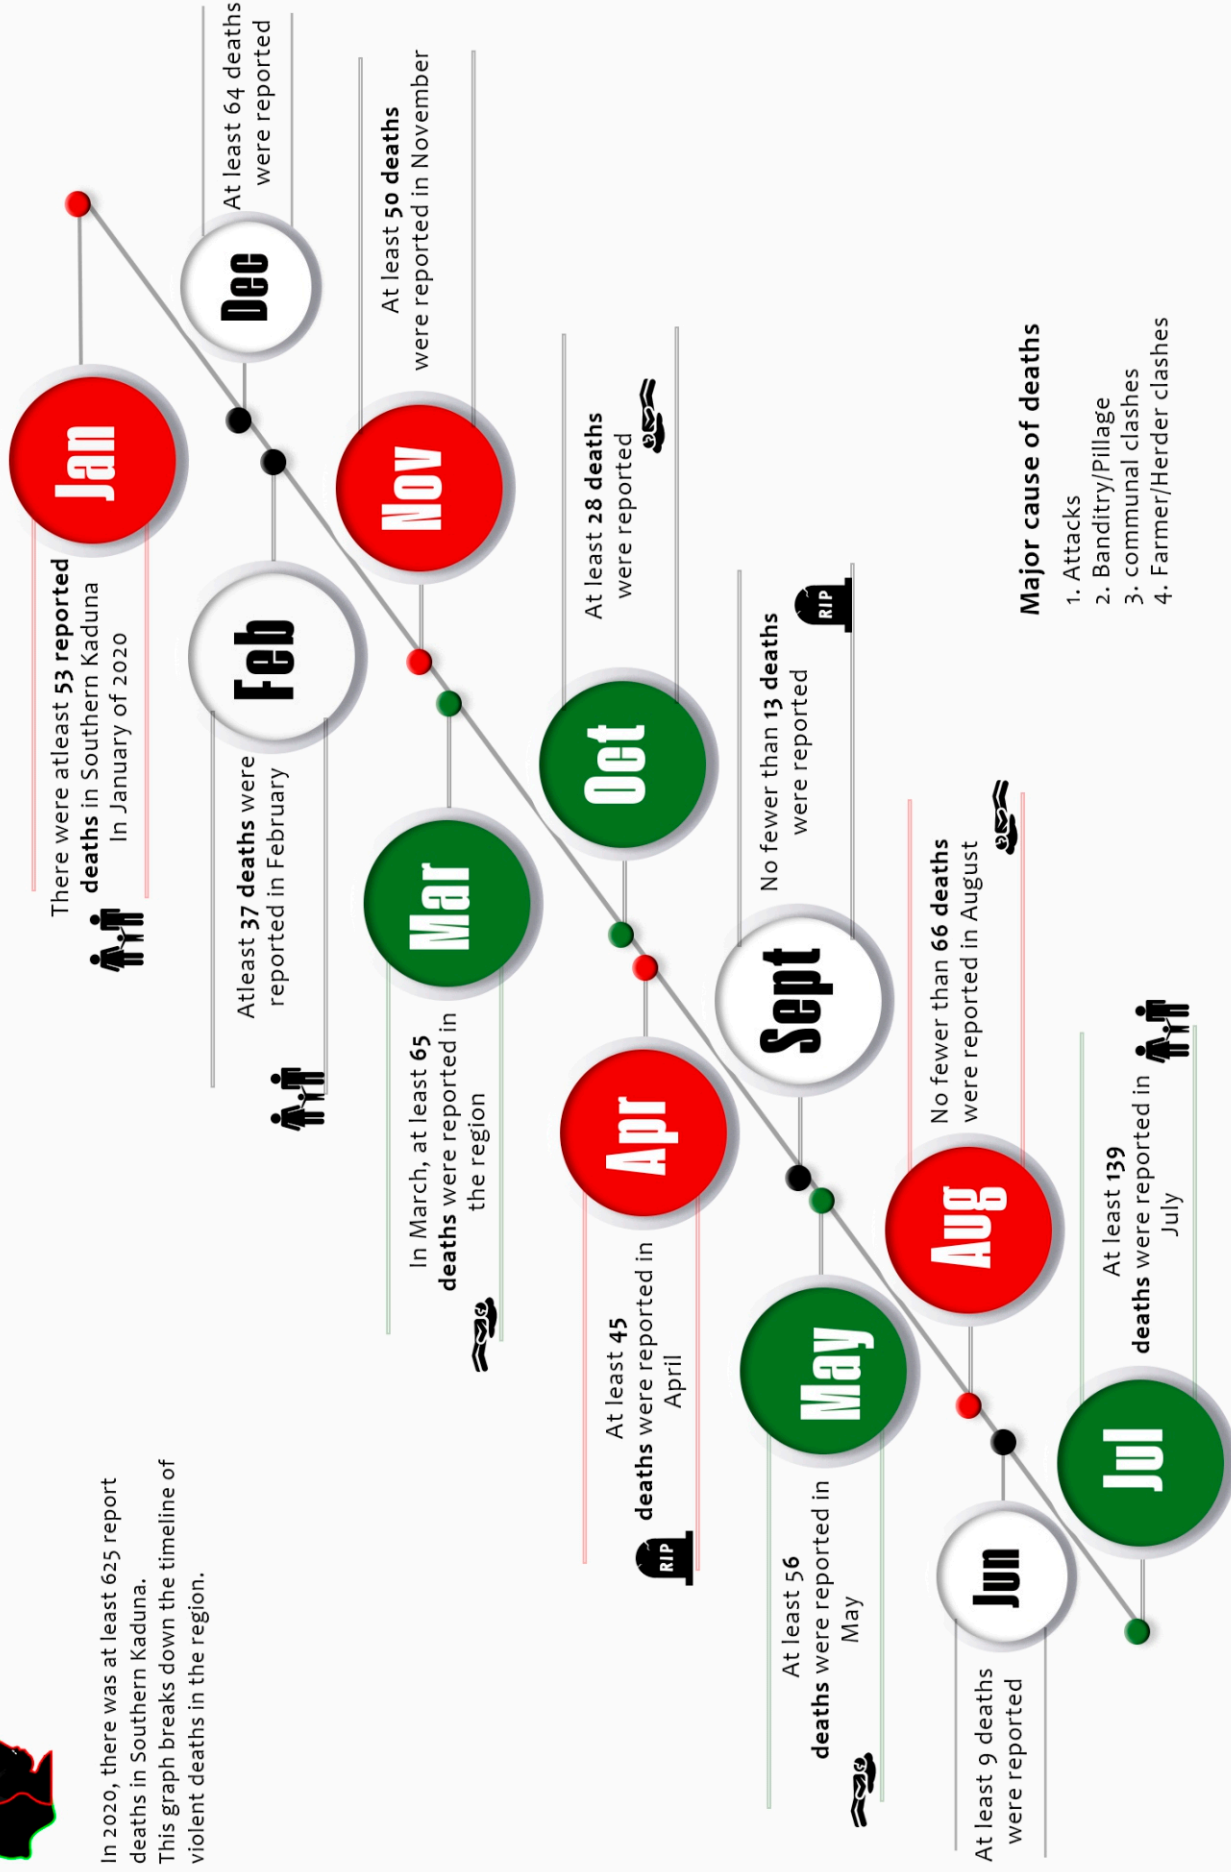 In 2020, there was at least 625 report
deaths in Southern Kaduna.
This graph breaks down the timeline of
violent deaths in the region.
Jan
There were atleast 53 reported
deaths in Southern Kaduna
In January of 2020
Feb
Atleast 37 deaths were
reported in February
Mar
In March, at least 65
deaths were reported in
the region
Apr
At least 45
deaths were reported in
April
RIP
May
At least 56
deaths were reported in
May
Jun
At least 9 deaths
were reported
Jul
At least 139
deaths were reported in
July
Aug
No fewer than 66 deaths
were reported in August
Sept
No fewer than 13 deaths
were reported
RIP
Oct
At least 28 deaths
were reported
Nov
At least 50 deaths
were reported in November
Dec
At least 64 deaths
were reported
Major cause of deaths
1. Attacks
2. Banditry/Pillage
3. communal clashes
4. Farmer/Herder clashes